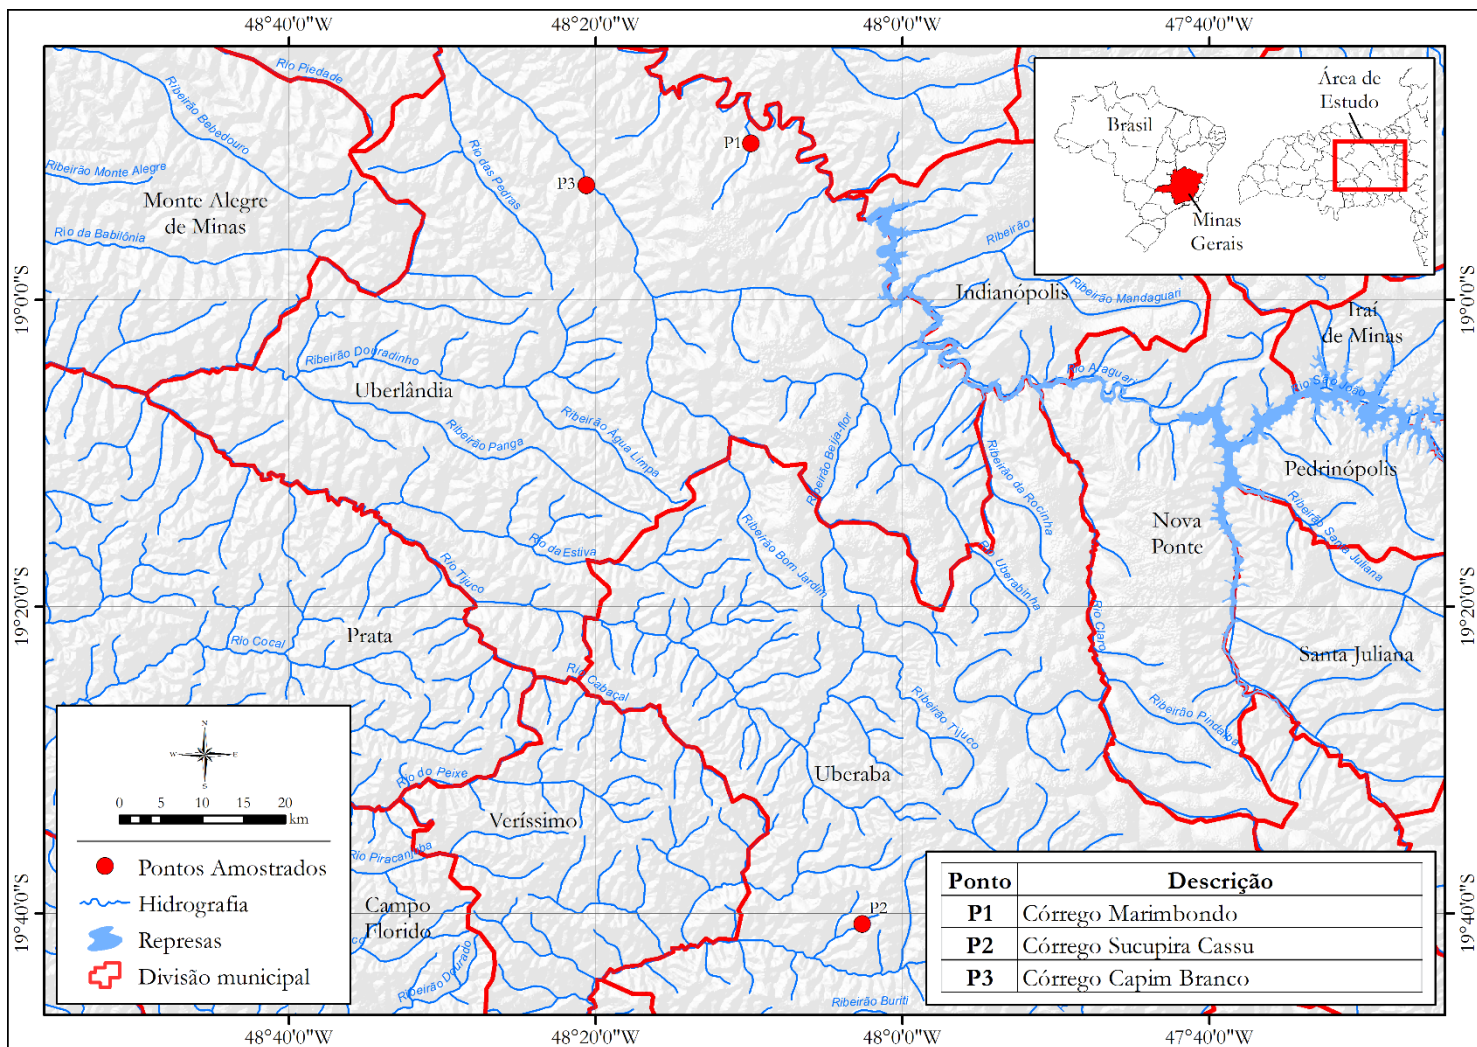 48°40'0"W
48°20'0"W
48°0'0"W
47°40'0"W
Rio Piedade
Ribeirão Bebedouro
Ribeirão Monte Alegre
Monte Alegre
de Minas
Rio da Babilônia
Rio das Pedras
P3
P1
Área de
Estudo
Brasil
Minas
Gerais
19°0'0"S
19°0'0"S
Indianópolis
Ribeirão Mandaguari
Iraí
de Minas
Ribeirão Douradinho
Uberlândia
Ribeirão Panga
Ribeirão Água Limpa
Ribeirão Beija-flor
Rio Araguari
Rio São João
Pedrinópolis
Ribeirão da Rocinha
Nova
Ponte
Ribeirão Santa Juliana
Rio da Estiva
Ribeirão Bom Jardim
Rio Uberabinha
Rio Tijuco
19°20'0"S
19°20'0"S
Prata
Rio Cocal
Rio Claro
Santa Juliana
Rio Cabaçal
Ribeirão Tijuco
Ribeirão Pindaíba
Uberaba
Rio do Peixe
Veríssimo
Rio Piracanjuba
Campo
Florido
Ribeirão Dourado
P2
Ribeirão Buriti
19°40'0"S
19°40'0"S
N
W
E
S
0 5 10 15 20
km
Pontos Amostrados
Hidrografia
Represas
Divisão municipal
Ponto Descrição
P1 Córrego Marimbondo
P2 Córrego Sucupira Cassu
P3 Córrego Capim Branco
48°40'0"W
48°20'0"W
48°0'0"W
47°40'0"W